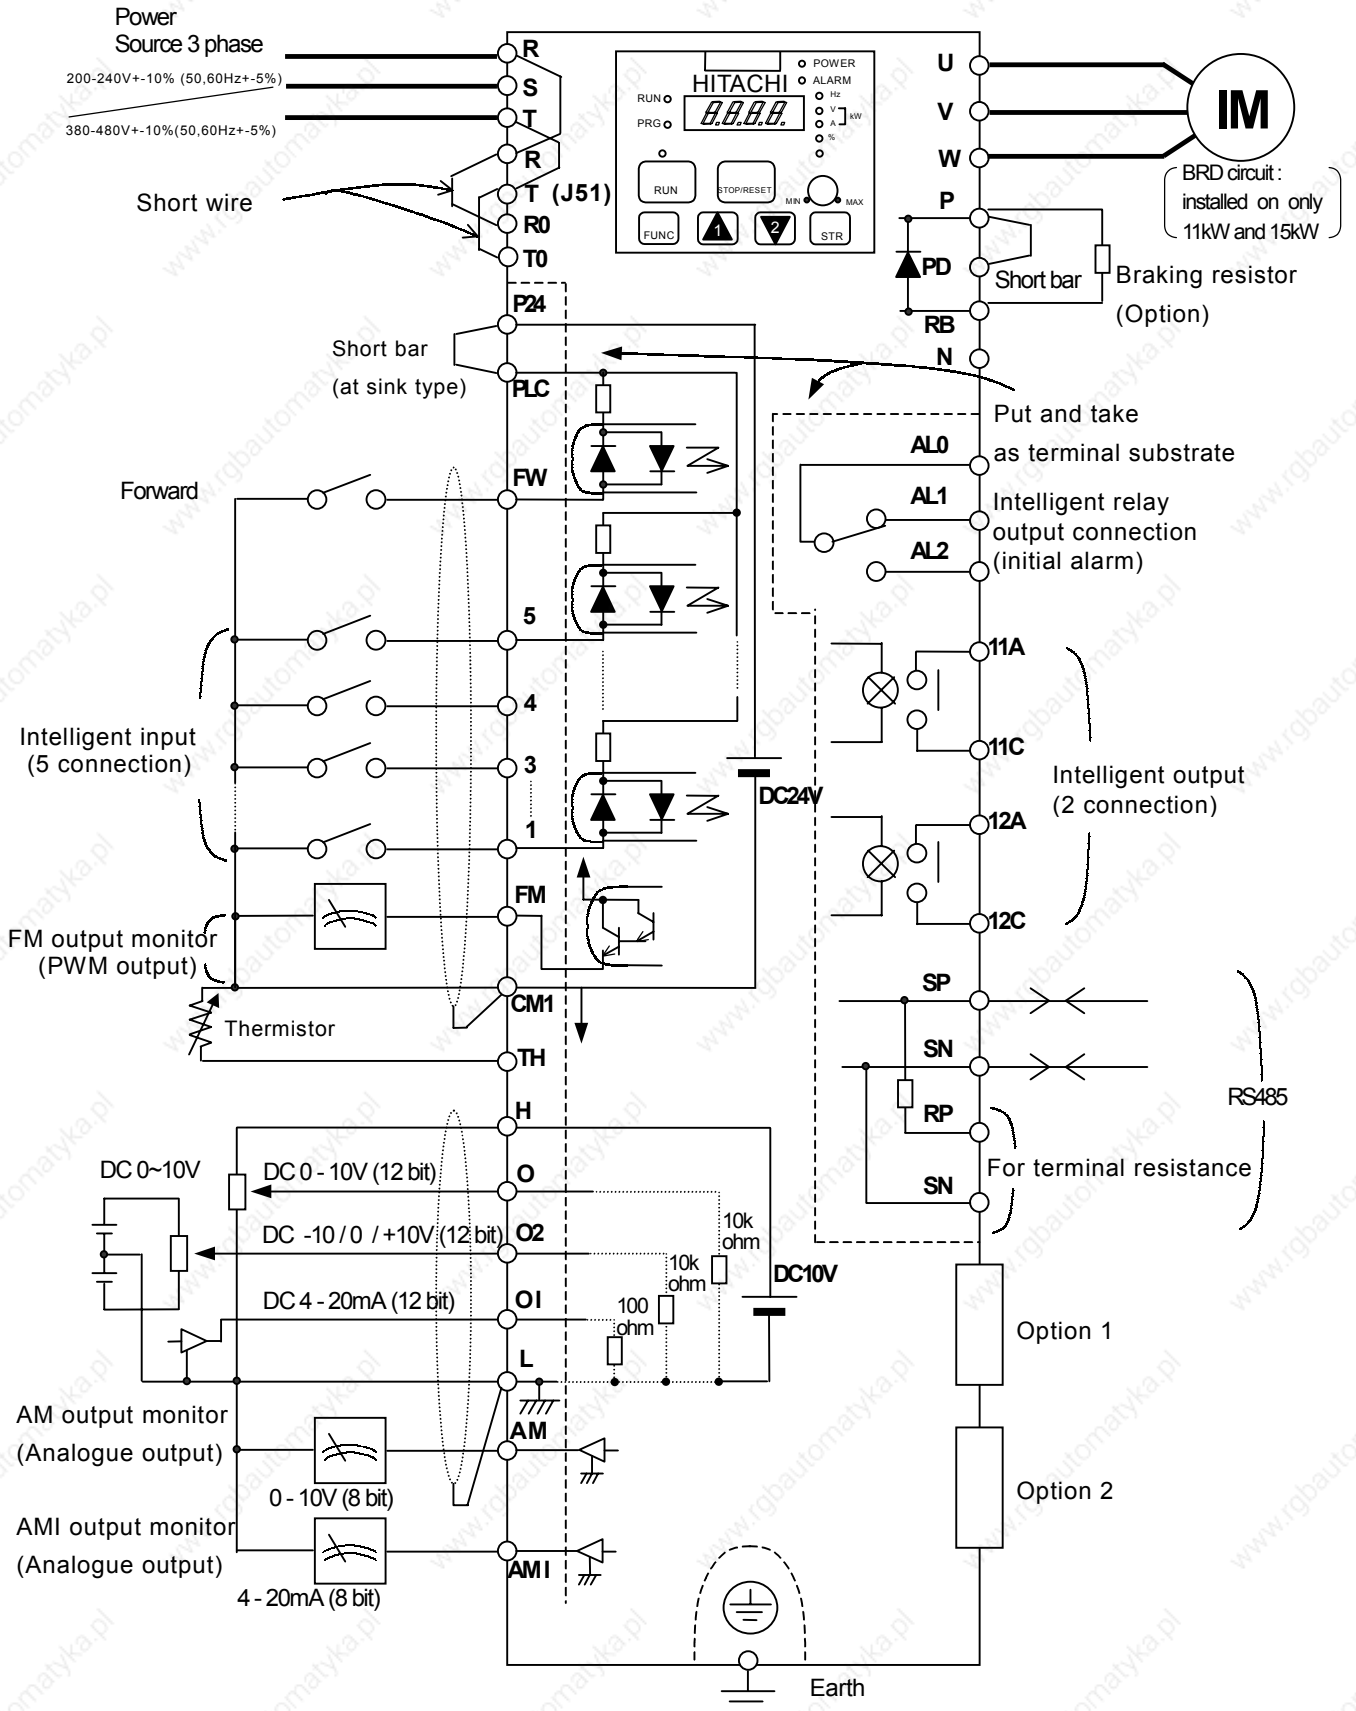 Power
Source 3 phase
200-240V+-10% (50,60Hz+-5%)
380-480V+-10%(50,60Hz+-5%)
Short wire
R
S
T
R
T (J51)
R0
T0
HITACHI
POWER
ALARM
RUN
PRG
Hz
V
A
kW
%
8.8.8.8.
RUN
STOP/RESET
MIN
MAX
FUNC
1
2
STR
U
V
W
IM
BRD circuit :
installed on only
11kW and 15kW
P
PD
Short bar
RB
N
Braking resistor
(Option)
P24
Short bar
(at sink type)
PLC
Put and take
as terminal substrate
Forward
FW
AL0
AL1
AL2
Intelligent relay
output connection
(initial alarm)
5
4
3
1
Intelligent input
(5 connection)
DC24V
11A
11C
12A
12C
Intelligent output
(2 connection)
FM
FM output monitor
(PWM output)
CM1
Thermistor
TH
SP
SN
RP
SN
RS485
For terminal resistance
H
DC 0~10V
DC 0 - 10V (12 bit)
O
DC -10 / 0 / +10V (12 bit)
O2
DC 4 - 20mA (12 bit)
OI
L
10k
ohm
10k
ohm
100
ohm
DC10V
Option 1
Option 2
AM output monitor
(Analogue output)
0 - 10V (8 bit)
AM
AMI output monitor
(Analogue output)
4 - 20mA (8 bit)
AMI
Earth
www.rgbautomatyka.pl